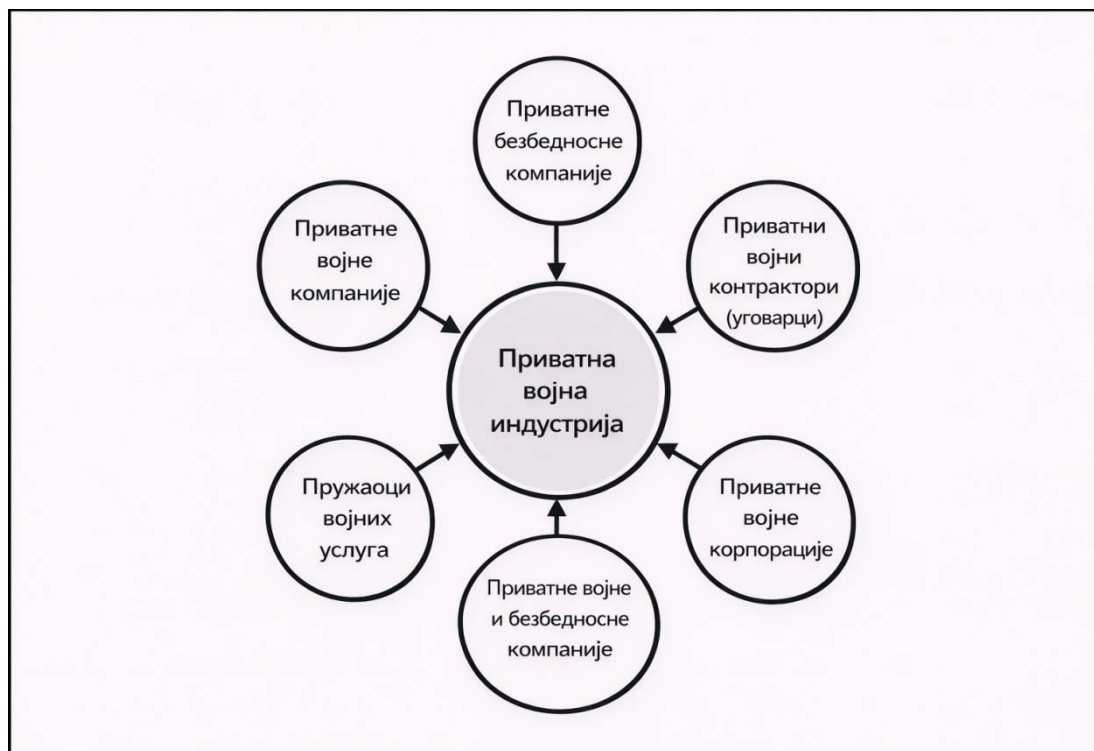 Приватне
безбедносне
компаније
Приватне
војне
компаније
Приватни
војни
контрактори
(уговарци)
Приватна
војна
индустрија
Пружаоци
војних
услуга
Приватне
војне
корпорације
Приватне војне
и безбедносне
компаније